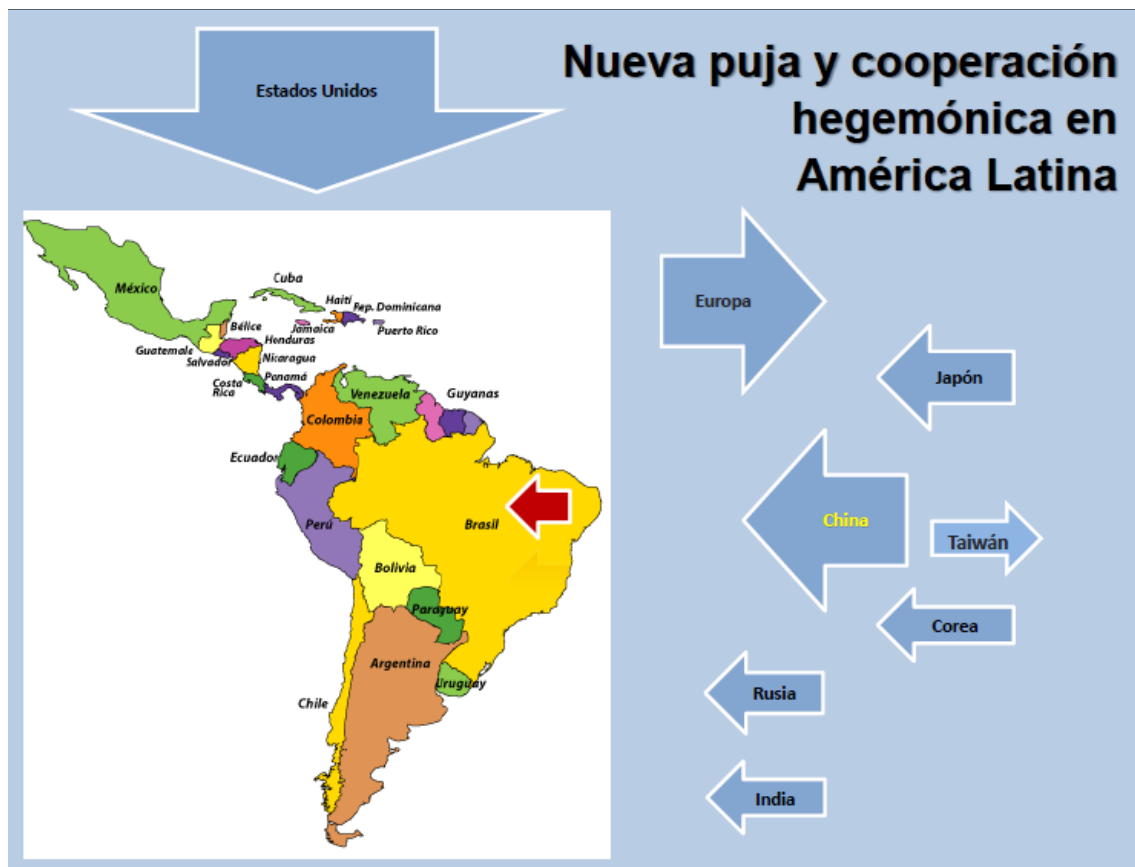 Estados Unidos
Nueva puja y cooperación
hegemónica en
América Latina
México
Cuba
Haití
Rep. Dominicana
Jamaica
Puerto Rico
Bélice
Honduras
Guatemale
Salvador
Nicaragua
Costa
Rica
Panamá
Venezuela
Guyanas
Colombia
Ecuador
Perú
Brasil
Bolivia
Paraguay
Argentina
Uruguay
Chile
Europa
Japón
China
Taiwán
Corea
Rusia
India